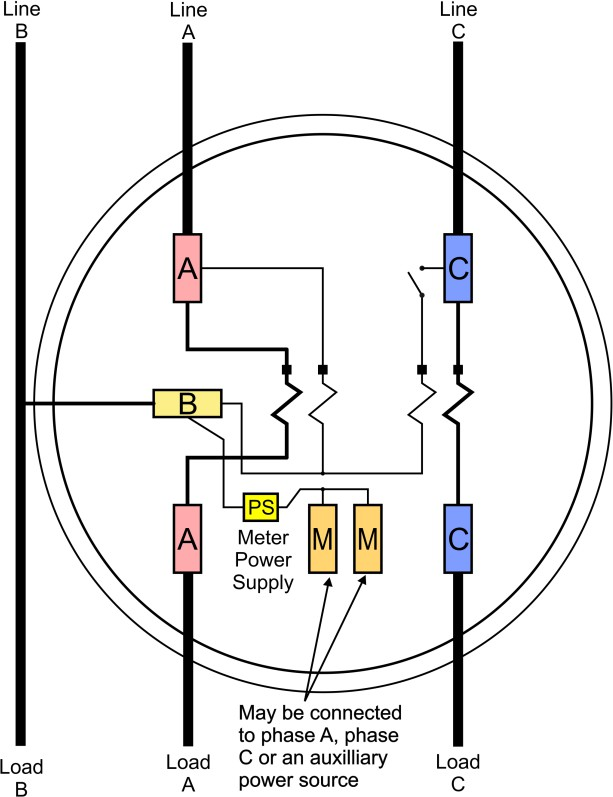 Line
B
Line
A
Line
C
A
C
B
PS
Meter
Power
Supply
A
M
M
C
May be connected
to phase A, phase
C or an auxilliary
power source
Load
B
Load
A
Load
C